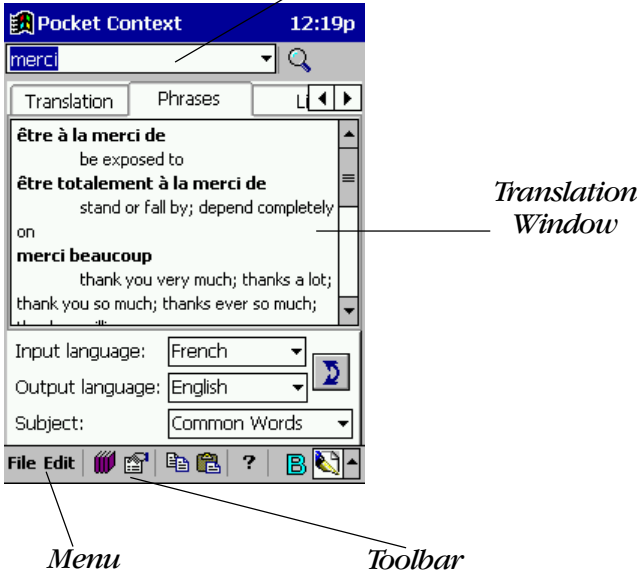 Pocket Context 12:19p
merci
Translation Phrases Li
être à la merci de
be exposed to
être totalement à la merci de
stand or fall by; depend completely
on
merci beaucoup
thank you very much; thanks a lot;
thank you so much; thanks ever so much;
Translation
Window
Input language: French
Output language: English
Subject: Common Words
File Edit ? B
Menu Toolbar